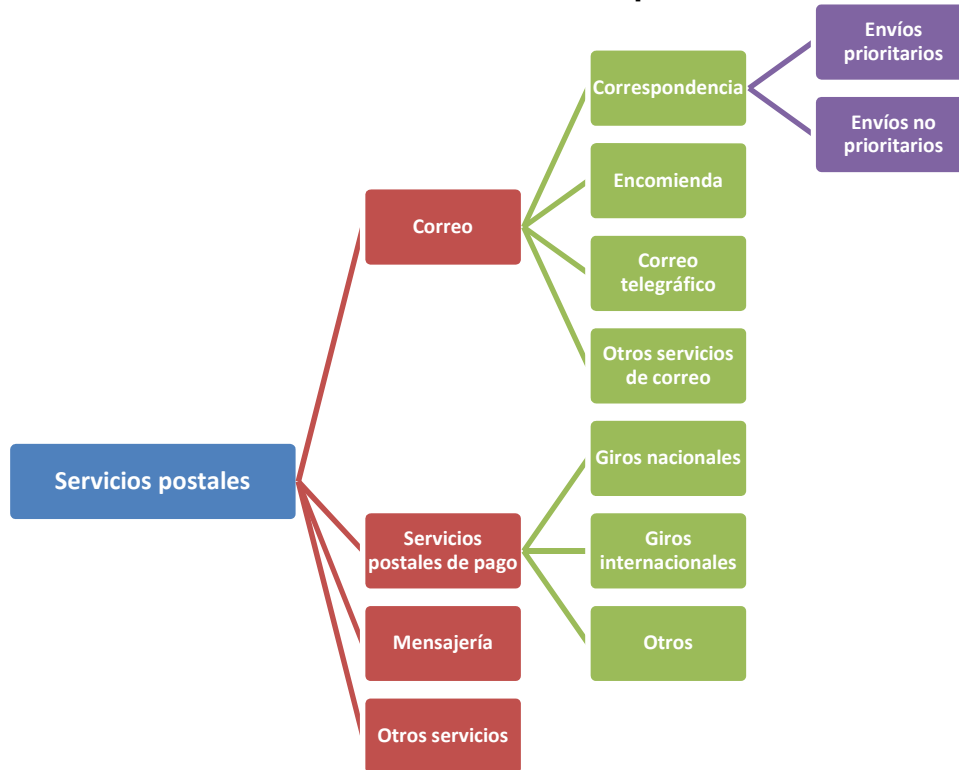 Envíos
prioritarios
Correspondencia
Envíos no
prioritarios
Encomienda
Correo
Correo
telegráfico
Otros servicios
de correo
Servicios postales
Giros nacionales
Servicios
postales de pago
Giros
internacionales
Mensajería
Otros
Otros servicios